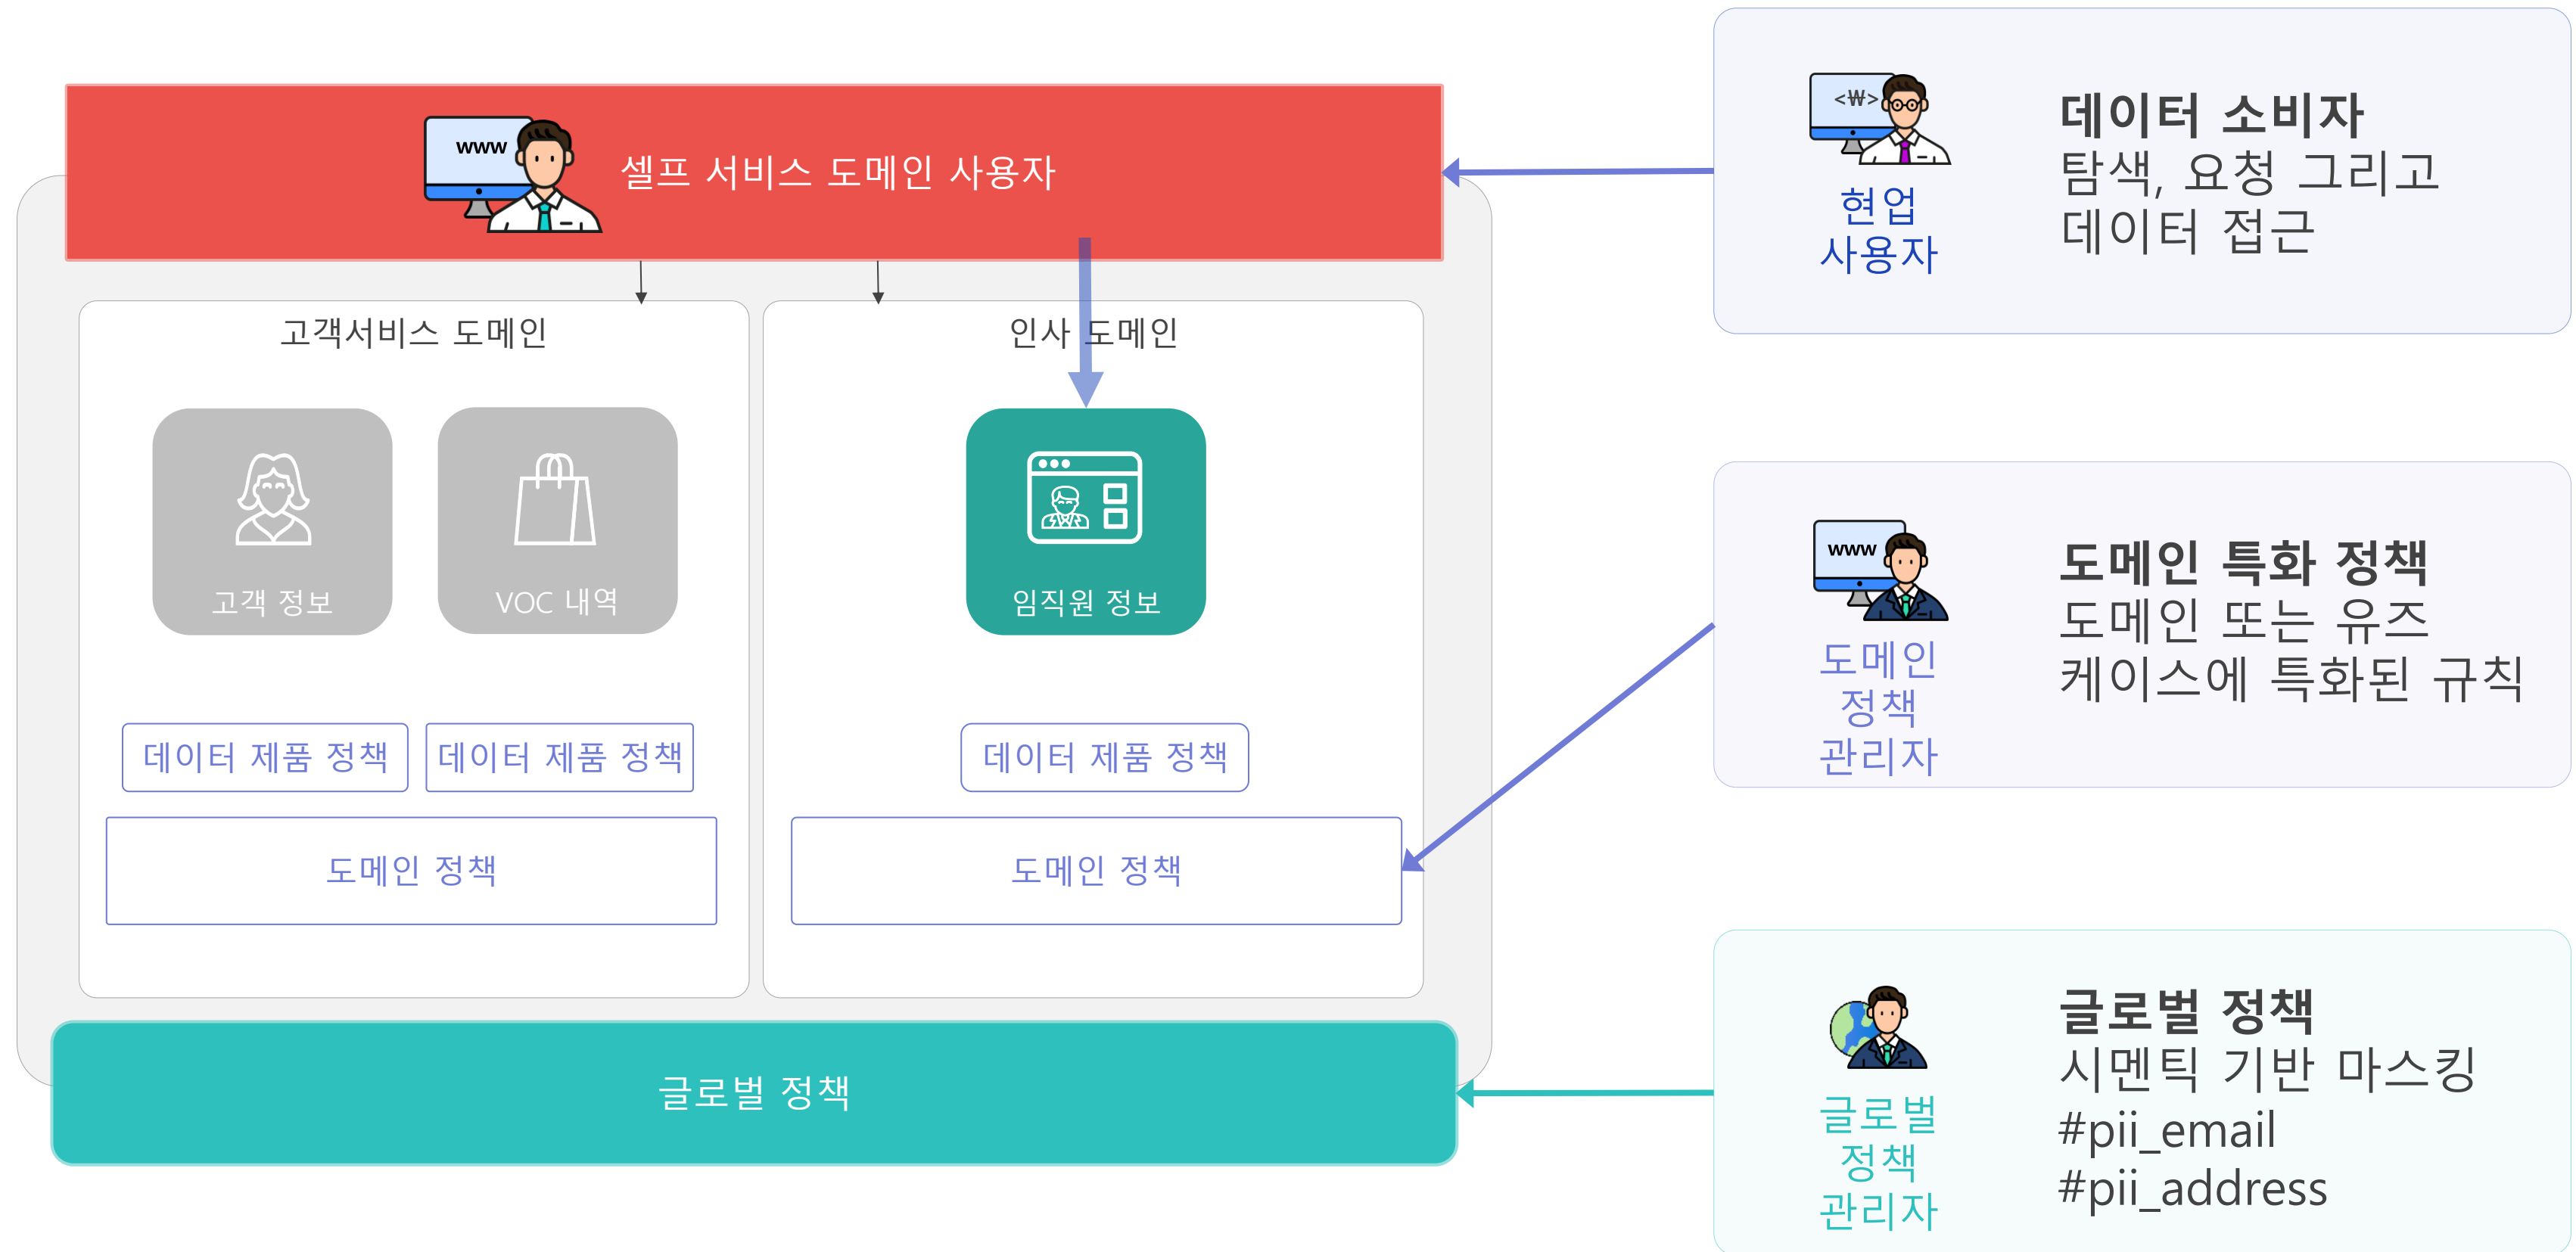 www
셀프 서비스 도메인 사용자
고객서비스 도메인
고객 정보
VOC 내역
데이터 제품 정책
데이터 제품 정책
도메인 정책
인사 도메인
임직원 정보
데이터 제품 정책
도메인 정책
글로벌 정책
<₩>
현업
사용자
데이터 소비자
탐색, 요청 그리고
데이터 접근
www
도메인
정책
관리자
도메인 특화 정책
도메인 또는 유즈
케이스에 특화된 규칙
글로벌
정책
관리자
글로벌 정책
시멘틱 기반 마스킹
#pii_email
#pii_address